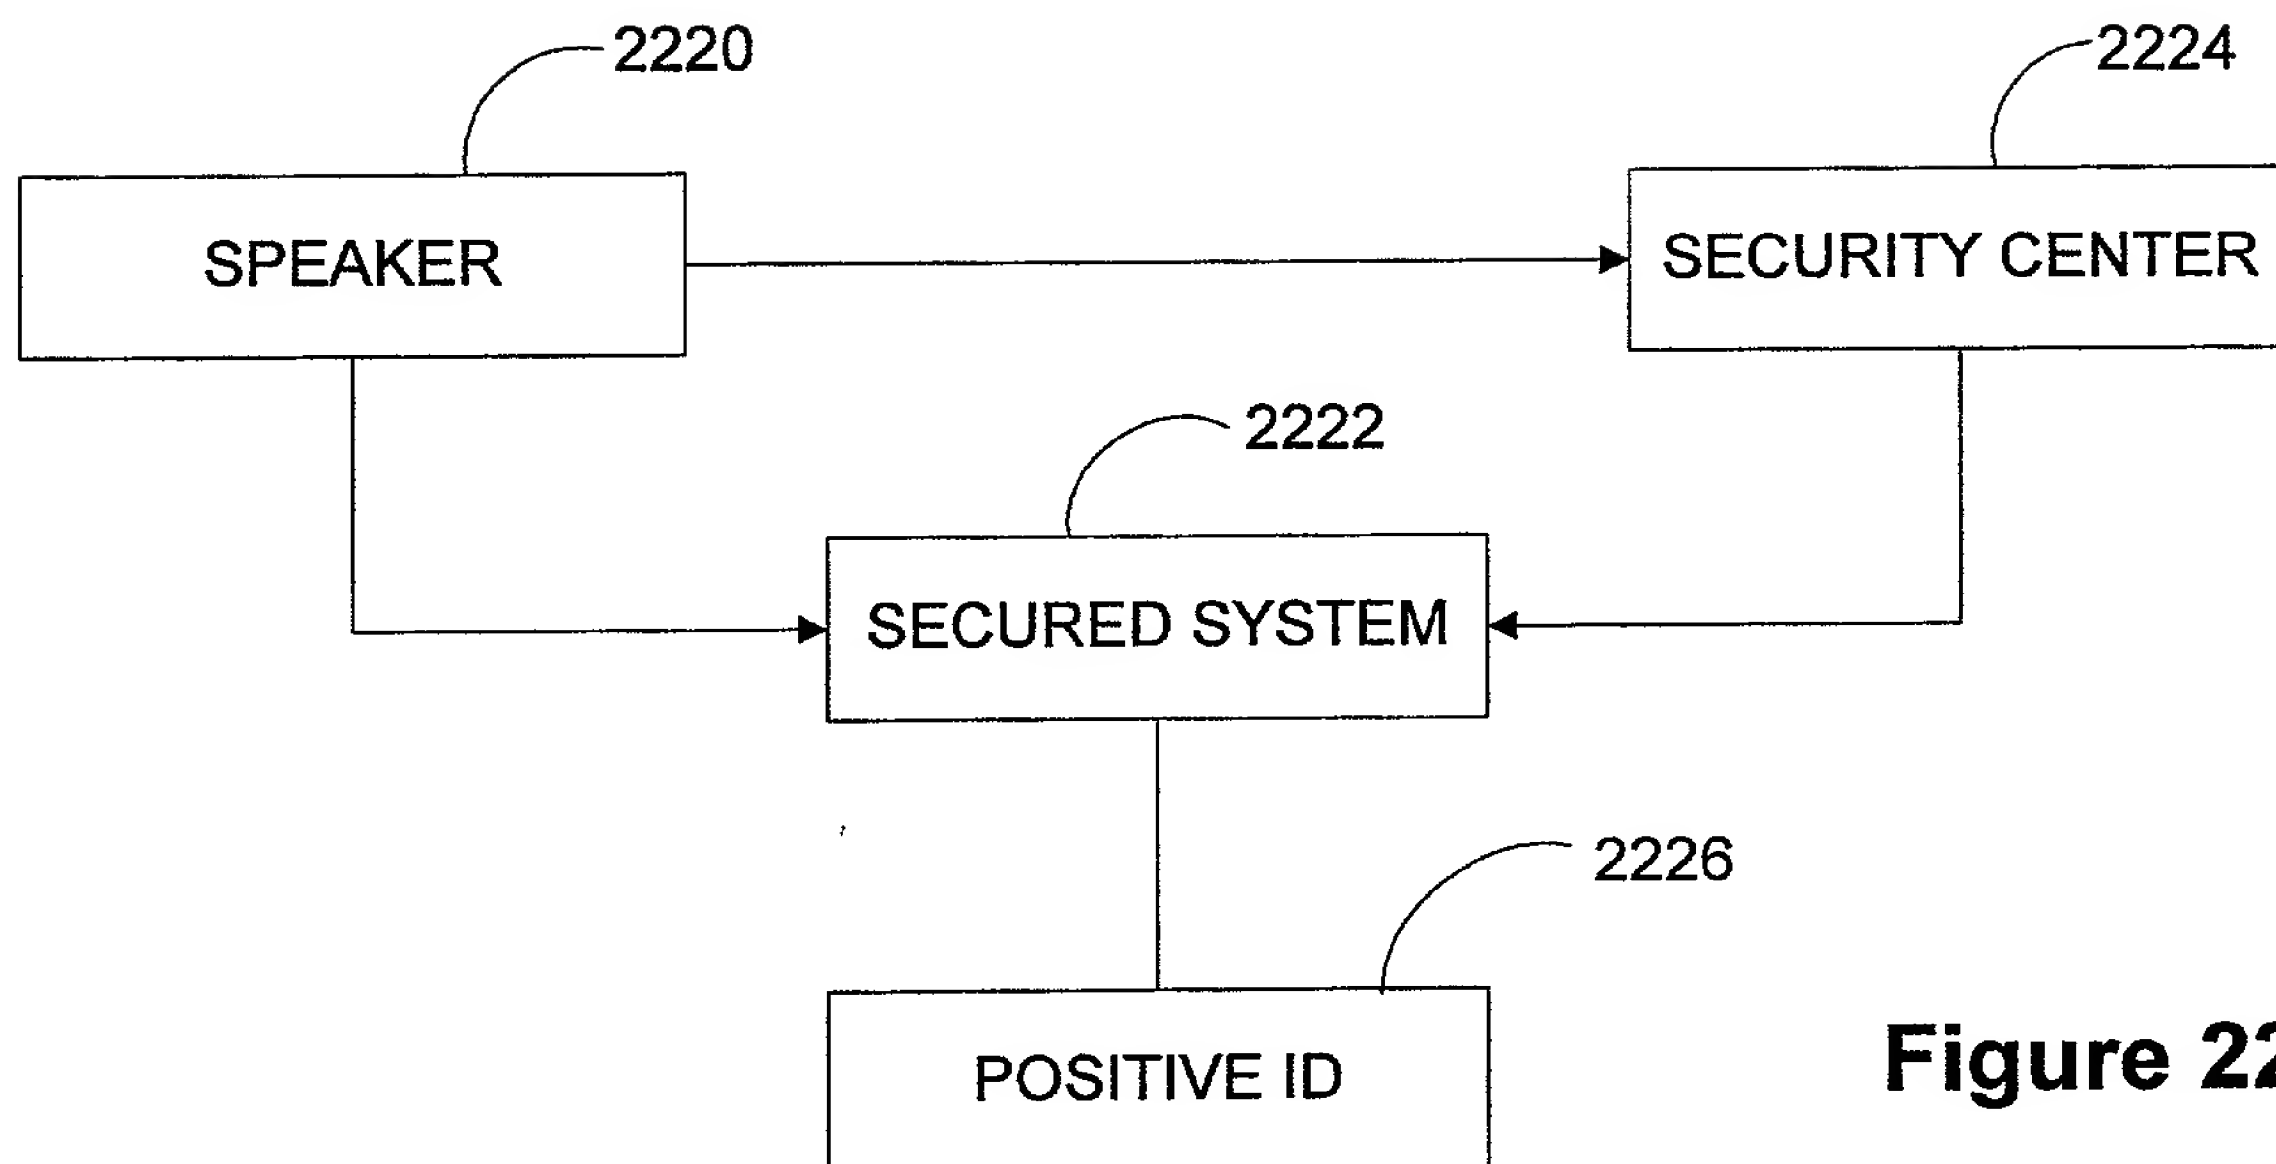 2220
2224
SPEAKER
SECURITY CENTER
2222
SECURED SYSTEM
2226
POSITIVE ID
Figure 22